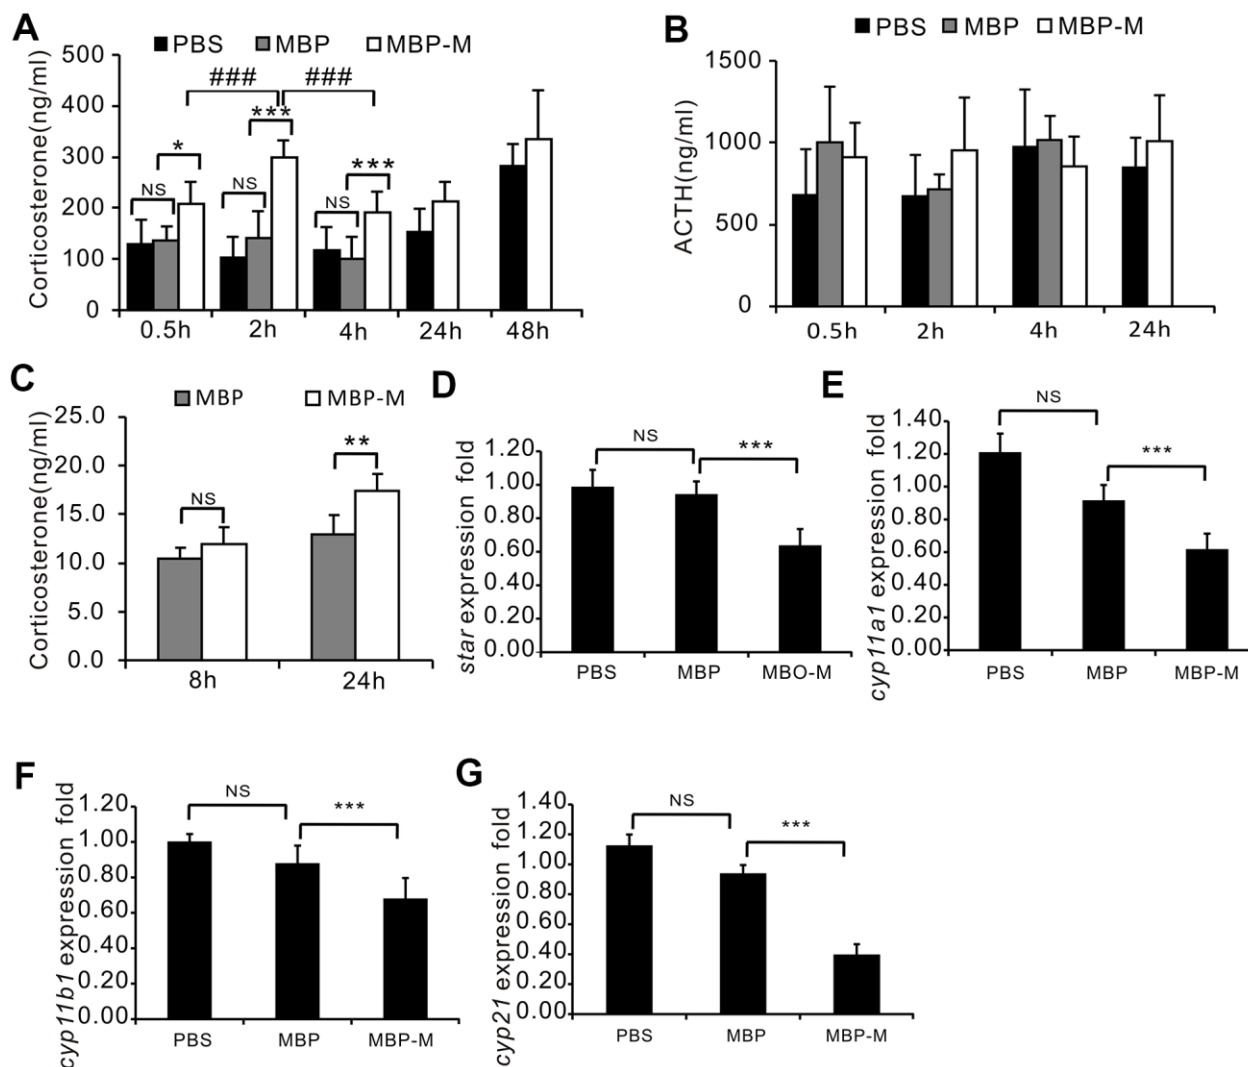 A
PBS MBP MBP-M
Corticosterone(ng/ml)
500
400
300
200
100
0
### ###
* *** ***
NS NS NS
0.5h 2h 4h 24h 48h
B
PBS MBP MBP-M
ACTH(ng/ml)
1500
1000
500
0
0.5h 2h 4h 24h
C
MBP MBP-M
Corticosterone(ng/ml)
25.0
20.0
15.0
10.0
5.0
0.0
NS **
8h 24h
D
star expression fold
1.20
1.00
0.80
0.60
0.40
0.20
0.00
NS ***
PBS MBP MBO-M
E
cyp11a1 expression fold
1.40
1.20
1.00
0.80
0.60
0.40
0.20
0.00
NS ***
PBS MBP MBP-M
F
cyp11b1 expression fold
1.20
1.00
0.80
0.60
0.40
0.20
0.00
NS ***
PBS MBP MBP-M
G
cyp21 expression fold
1.40
1.20
1.00
0.80
0.60
0.40
0.20
0.00
NS ***
PBS MBP MBP-M